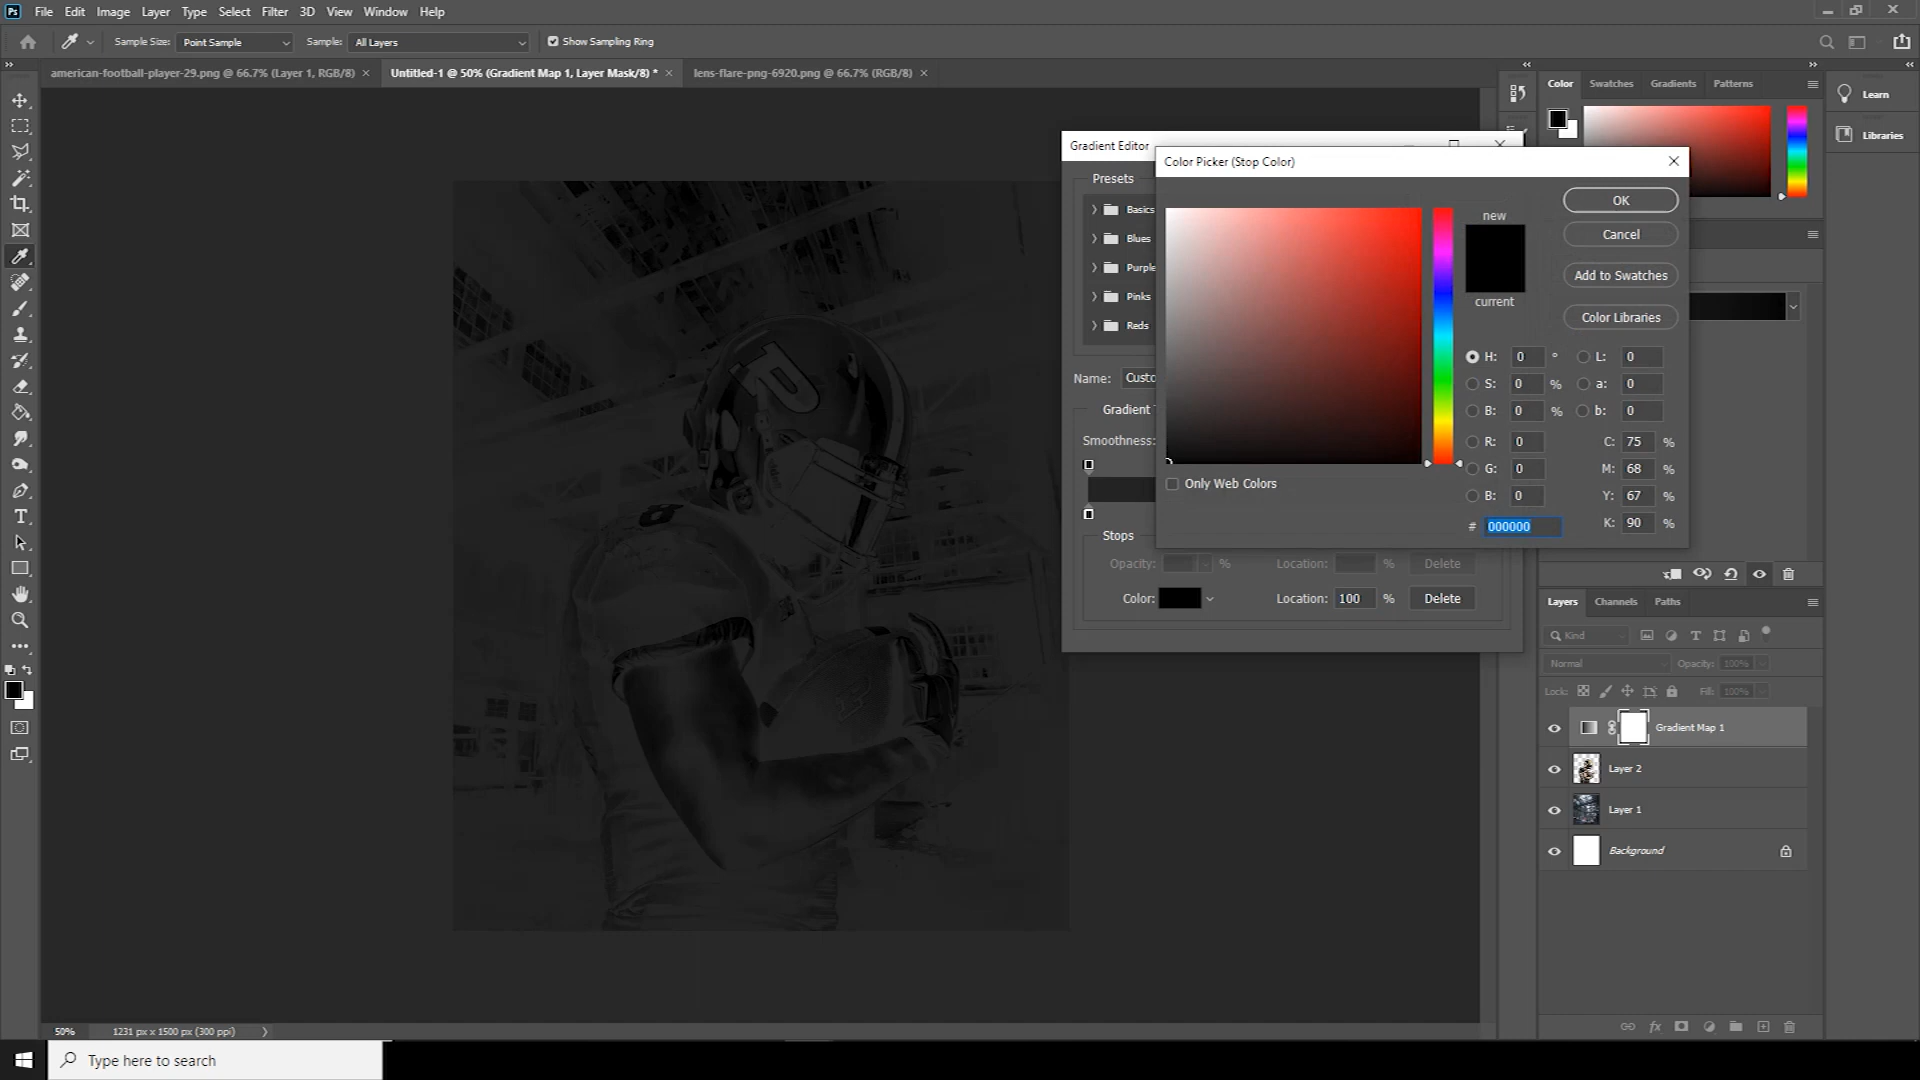 Ps File Edit Image Layer Type Select Filter 3D View Window Help
Sample Size: Point Sample Sample: All Layers Show Sampling Ring
american-football-player-29.png @ 66.7% (Layer 1, RGB/8) × Untitled-1 @ 50% (Gradient Map 1, Layer Mask/8) * × lens-flare-png-6920.png @ 66.7% (RGB/8) ×
Color Swatches Gradients Patterns
Learn
Libraries
Gradient Editor
Presets
Basics
Blues
Purple
Pinks
Reds
Name: Custo
Gradient T
Smoothness:
Stops
Opacity: % Location: % Delete
Color: Location: 100 % Delete
Color Picker (Stop Color)
new
current
OK
Cancel
Add to Swatches
Color Libraries
H: 0 ° L: 0
S: 0 % a: 0
B: 0 % b: 0
R: 0 C: 75 %
G: 0 M: 68 %
B: 0 Y: 67 %
# 000000 K: 90 %
Only Web Colors
Layers Channels Paths
Kind
Normal Opacity: 100%
Lock: Fill: 100%
Gradient Map 1
Layer 2
Layer 1
Background
8
50% 1231 px x 1500 px (300 ppi)
Type here to search